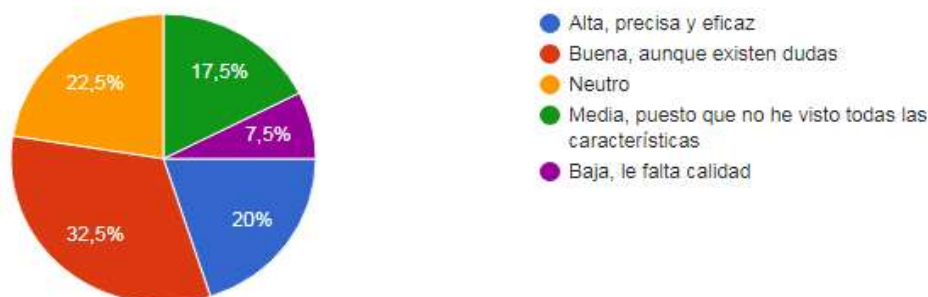 22,5%
17,5%
7,5%
20%
32,5%
Alta, precisa y eficaz
Buena, aunque existen dudas
Neutro
Media, puesto que no he visto todas las
características
Baja, le falta calidad